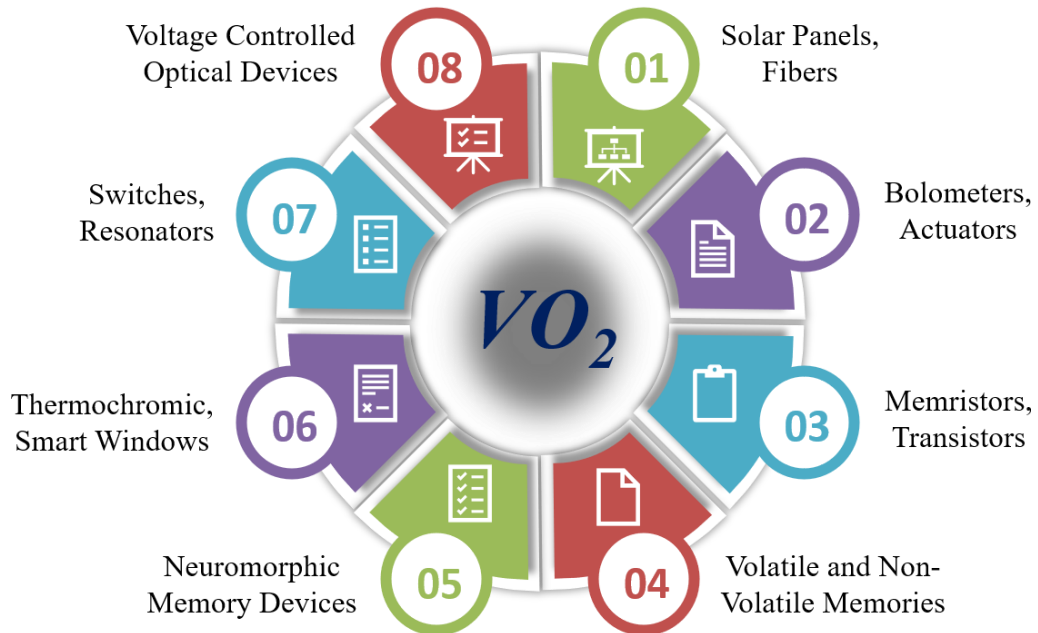 01
Solar Panels,
Fibers
02
Bolometers,
Actuators
03
Memristors,
Transistors
04
Volatile and Non-
Volatile Memories
05
Neuromorphic
Memory Devices
06
Thermochromic,
Smart Windows
07
Switches,
Resonators
08
Voltage Controlled
Optical Devices
VO₂